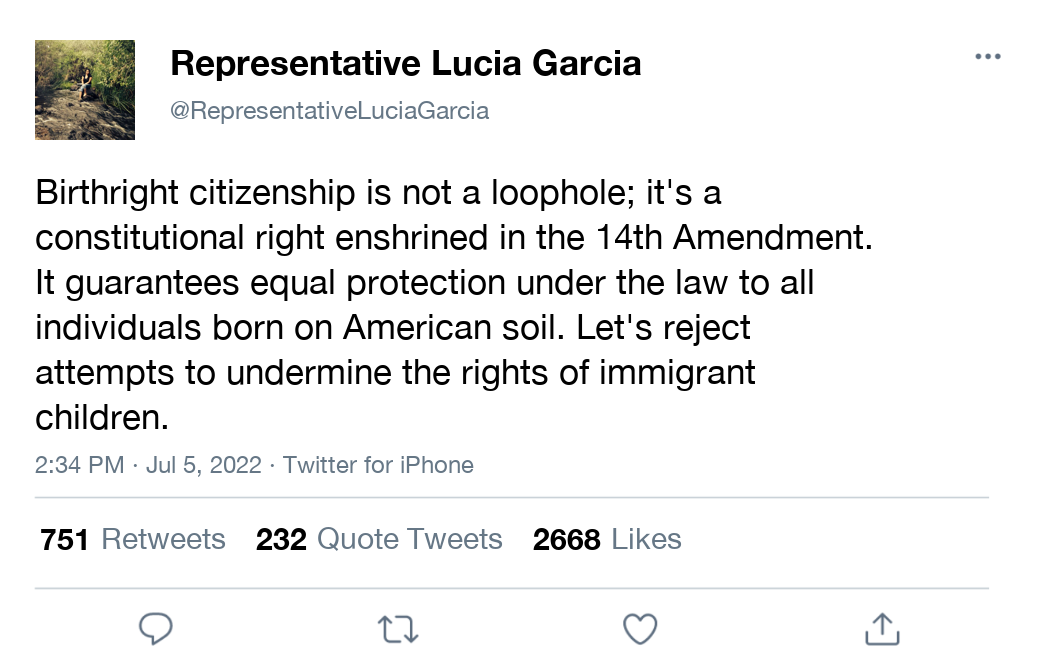 Representative Lucia Garcia
@RepresentativeLuciaGarcia
Birthright citizenship is not a loophole; it's a
constitutional right enshrined in the 14th Amendment.
It guarantees equal protection under the law to all
individuals born on American soil. Let's reject
attempts to undermine the rights of immigrant
children.
2:34 PM · Jul 5, 2022 · Twitter for iPhone
751 Retweets 232 Quote Tweets 2668 Likes